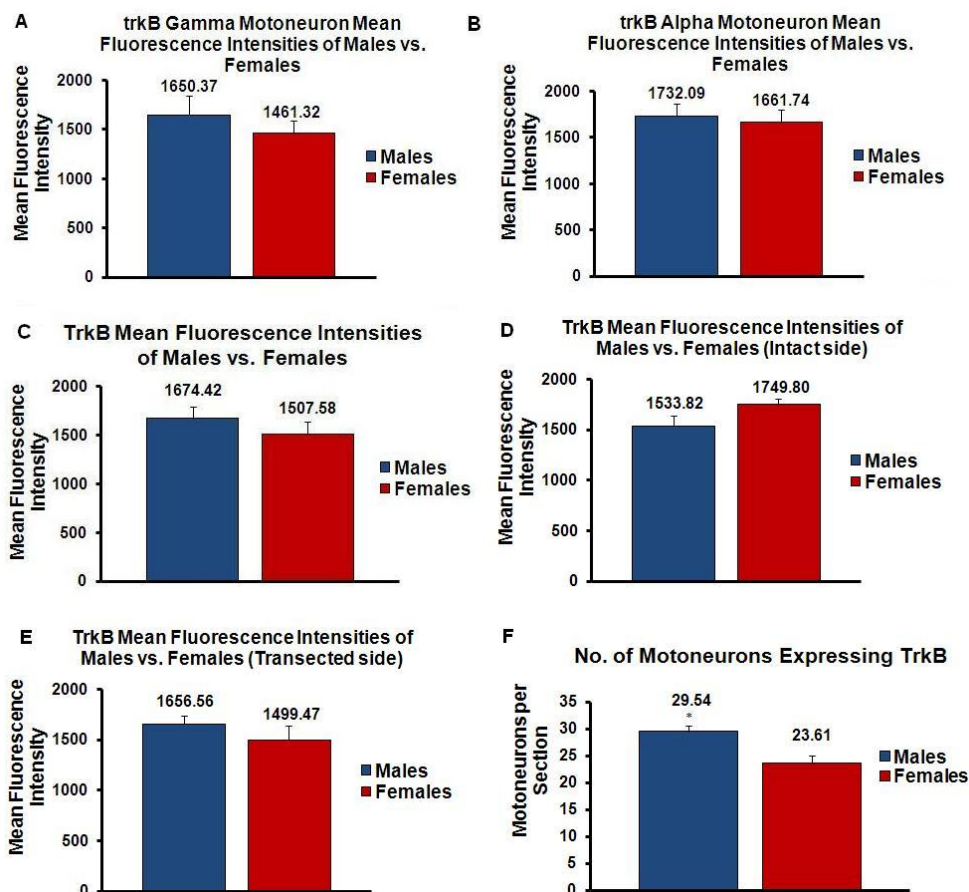 A
trkB Gamma Motoneuron Mean
Fluorescence Intensities of Males vs.
Females
Mean Fluorescence
Intensity
2000
1500
1000
500
0
1650.37
1461.32
Males
Females
B
trkB Alpha Motoneuron Mean
Fluorescence Intensities of Males vs.
Females
Mean Fluorescence
Intensity
2000
1500
1000
500
0
1732.09
1661.74
Males
Females
C
TrkB Mean Fluorescence Intensities
of Males vs. Females
Mean Fluorescence
Intensity
2000
1500
1000
500
0
1674.42
1507.58
Males
Females
D
TrkB Mean Fluorescence Intensities of
Males vs. Females (Intact side)
Mean Fluorescence
Intensity
2000
1500
1000
500
0
1533.82
1749.80
Males
Females
E
TrkB Mean Fluorescence Intensities of
Males vs. Females (Transected side)
Mean Fluorescence
Intensity
2000
1500
1000
500
0
1656.56
1499.47
Males
Females
F
No. of Motoneurons Expressing TrkB
Motoneuronsper
Section
35
30
25
20
15
10
5
0
29.54
*
23.61
Males
Females